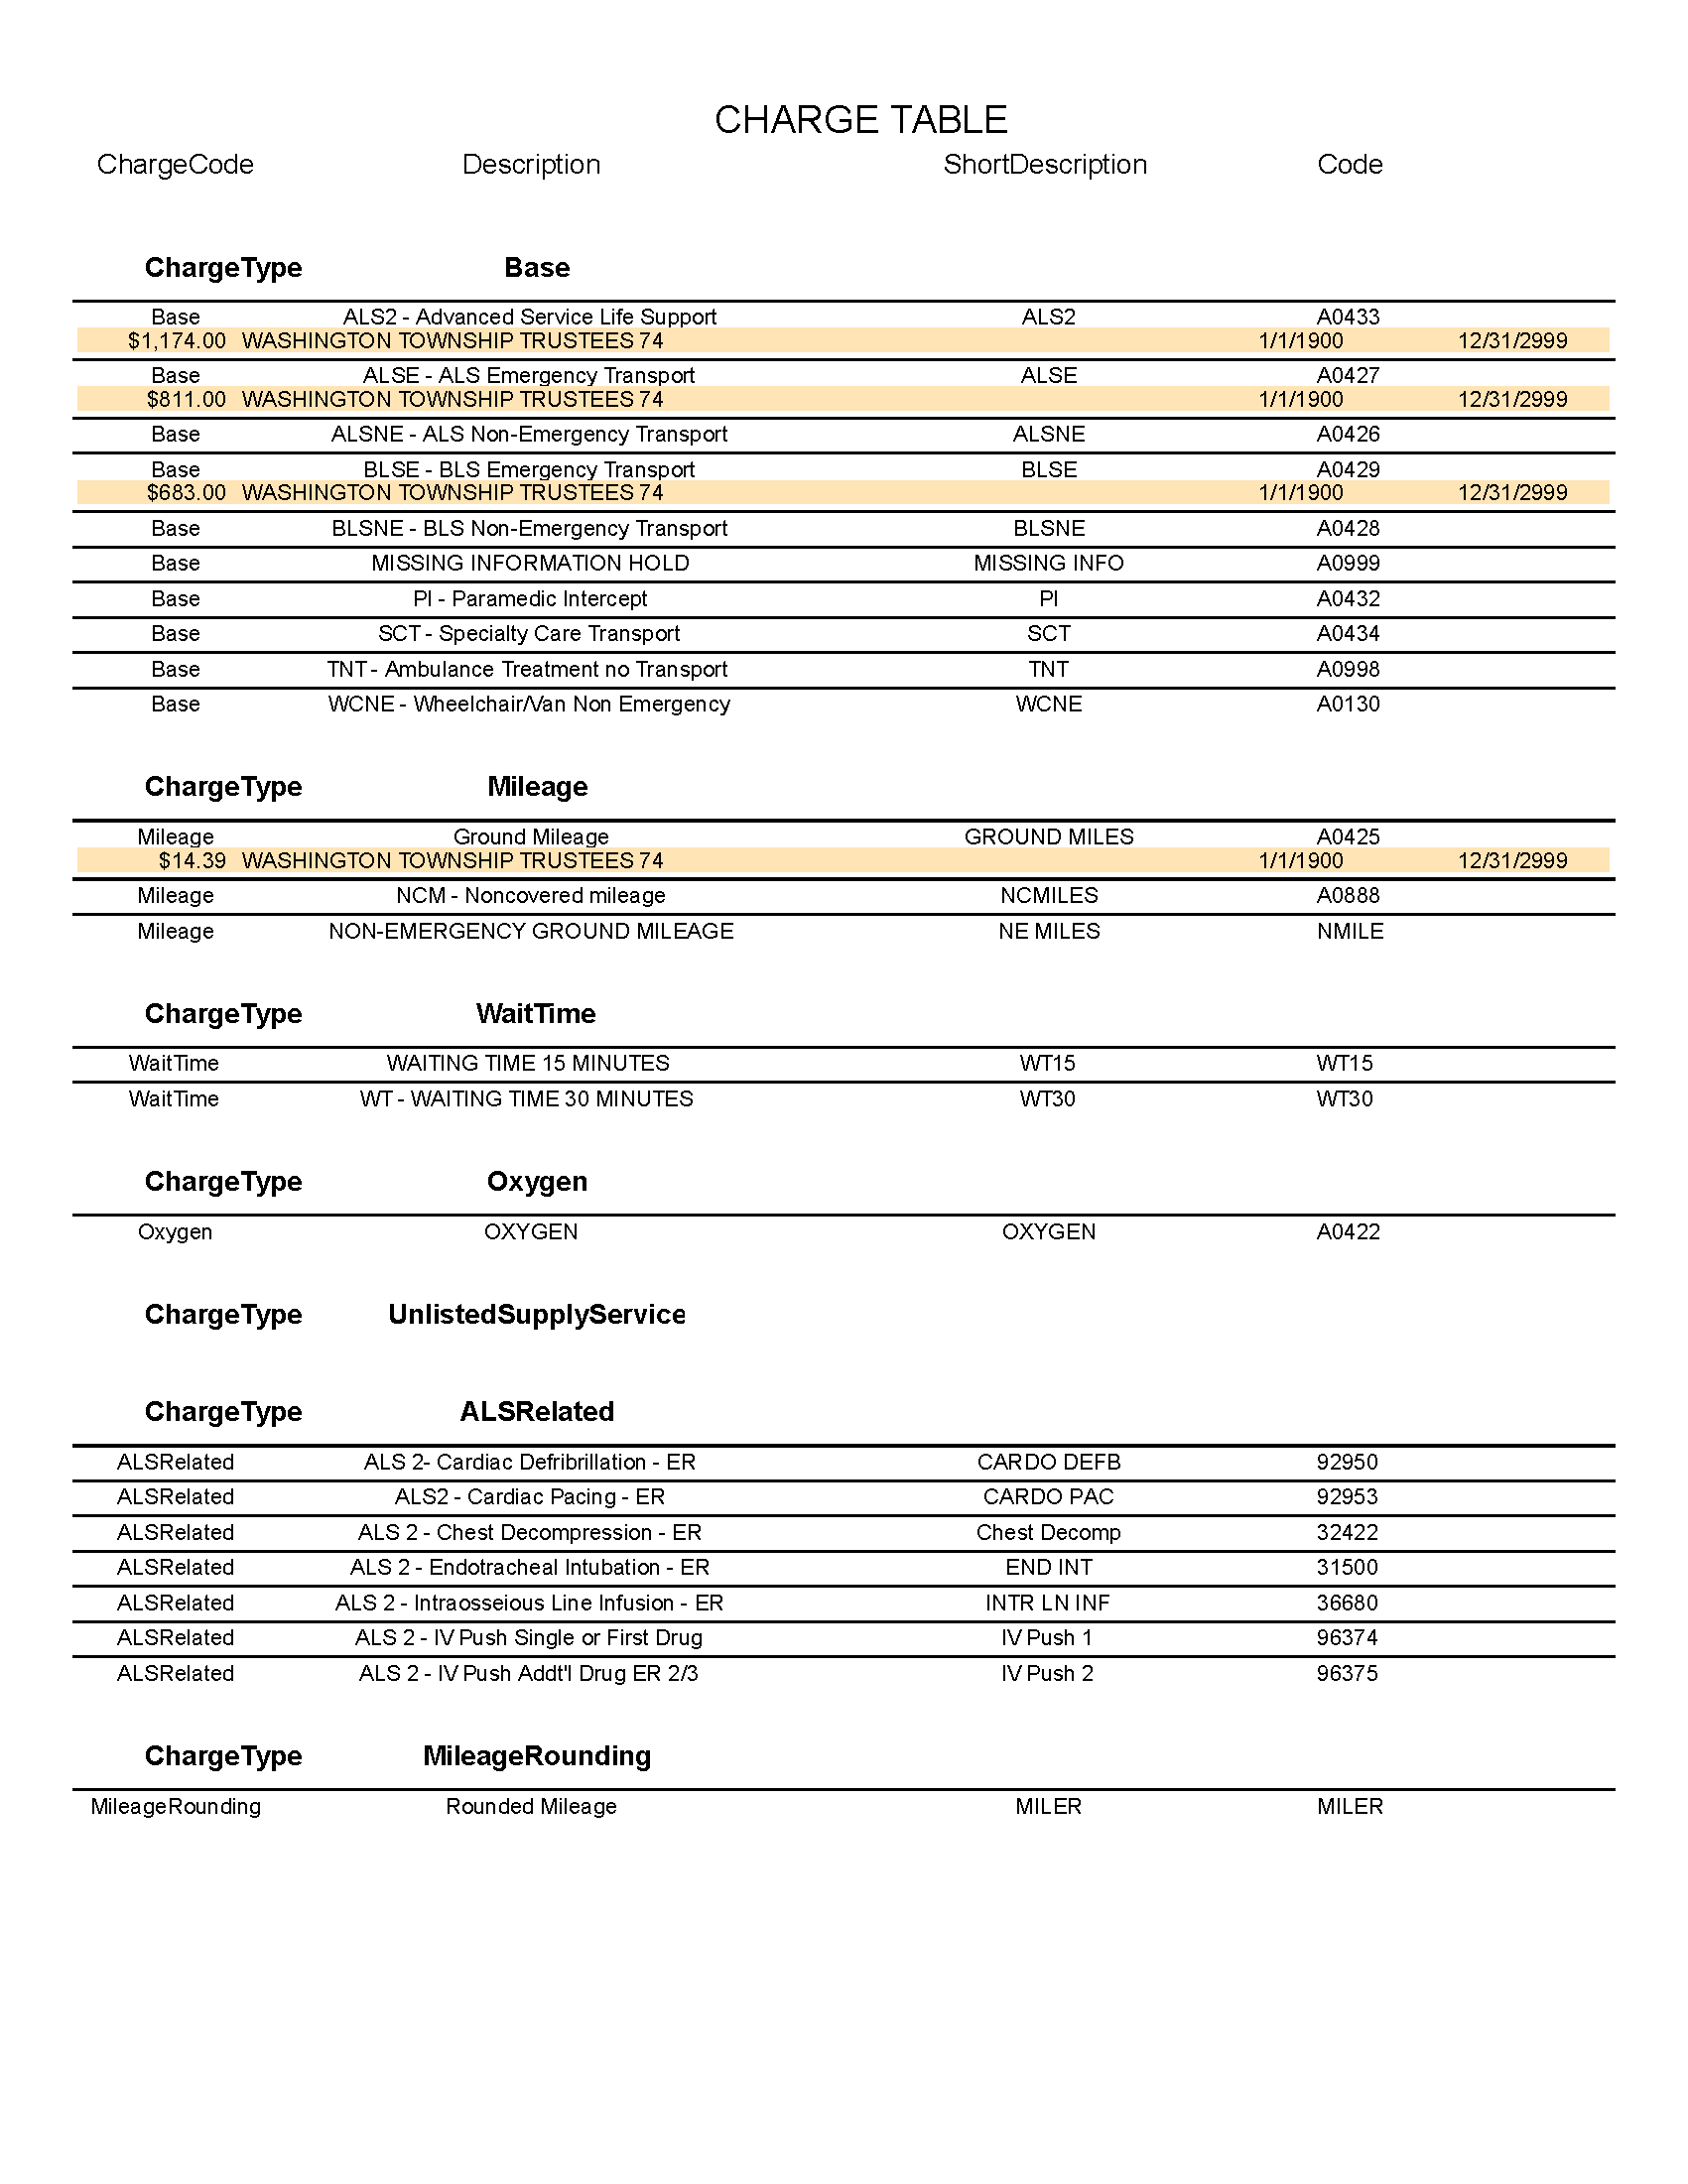 CHARGE TABLE
ChargeCode Description ShortDescription Code
ChargeType Base
Base ALS2 - Advanced Service Life Support ALS2 A0433
$1,174.00 WASHINGTON TOWNSHIP TRUSTEES 74 1/1/1900 12/31/2999
Base ALSE - ALS Emergency Transport ALSE A0427
$811.00 WASHINGTON TOWNSHIP TRUSTEES 74 1/1/1900 12/31/2999
Base ALSNE - ALS Non-Emergency Transport ALSNE A0426
Base BLSE - BLS Emergency Transport BLSE A0429
$683.00 WASHINGTON TOWNSHIP TRUSTEES 74 1/1/1900 12/31/2999
Base BLSNE - BLS Non-Emergency Transport BLSNE A0428
Base MISSING INFORMATION HOLD MISSING INFO A0999
Base PI - Paramedic Intercept PI A0432
Base SCT - Specialty Care Transport SCT A0434
Base TNT - Ambulance Treatment no Transport TNT A0998
Base WCNE - Wheelchair/Van Non Emergency WCNE A0130
ChargeType Mileage
Mileage Ground Mileage GROUND MILES A0425
$14.39 WASHINGTON TOWNSHIP TRUSTEES 74 1/1/1900 12/31/2999
Mileage NCM - Noncovered mileage NCMILES A0888
Mileage NON-EMERGENCY GROUND MILEAGE NE MILES NMILE
ChargeType WaitTime
WaitTime WAITING TIME 15 MINUTES WT15 WT15
WaitTime WT - WAITING TIME 30 MINUTES WT30 WT30
ChargeType Oxygen
Oxygen OXYGEN OXYGEN A0422
ChargeType UnlistedSupplyService
ChargeType ALSRelated
ALSRelated ALS 2- Cardiac Defribrillation - ER CARDO DEFB 92950
ALSRelated ALS2 - Cardiac Pacing - ER CARDO PAC 92953
ALSRelated ALS 2 - Chest Decompression - ER Chest Decomp 32422
ALSRelated ALS 2 - Endotracheal Intubation - ER END INT 31500
ALSRelated ALS 2 - Intraosseious Line Infusion - ER INTR LN INF 36680
ALSRelated ALS 2 - IV Push Single or First Drug IV Push 1 96374
ALSRelated ALS 2 - IV Push Addt'l Drug ER 2/3 IV Push 2 96375
ChargeType MileageRounding
MileageRounding Rounded Mileage MILER MILER